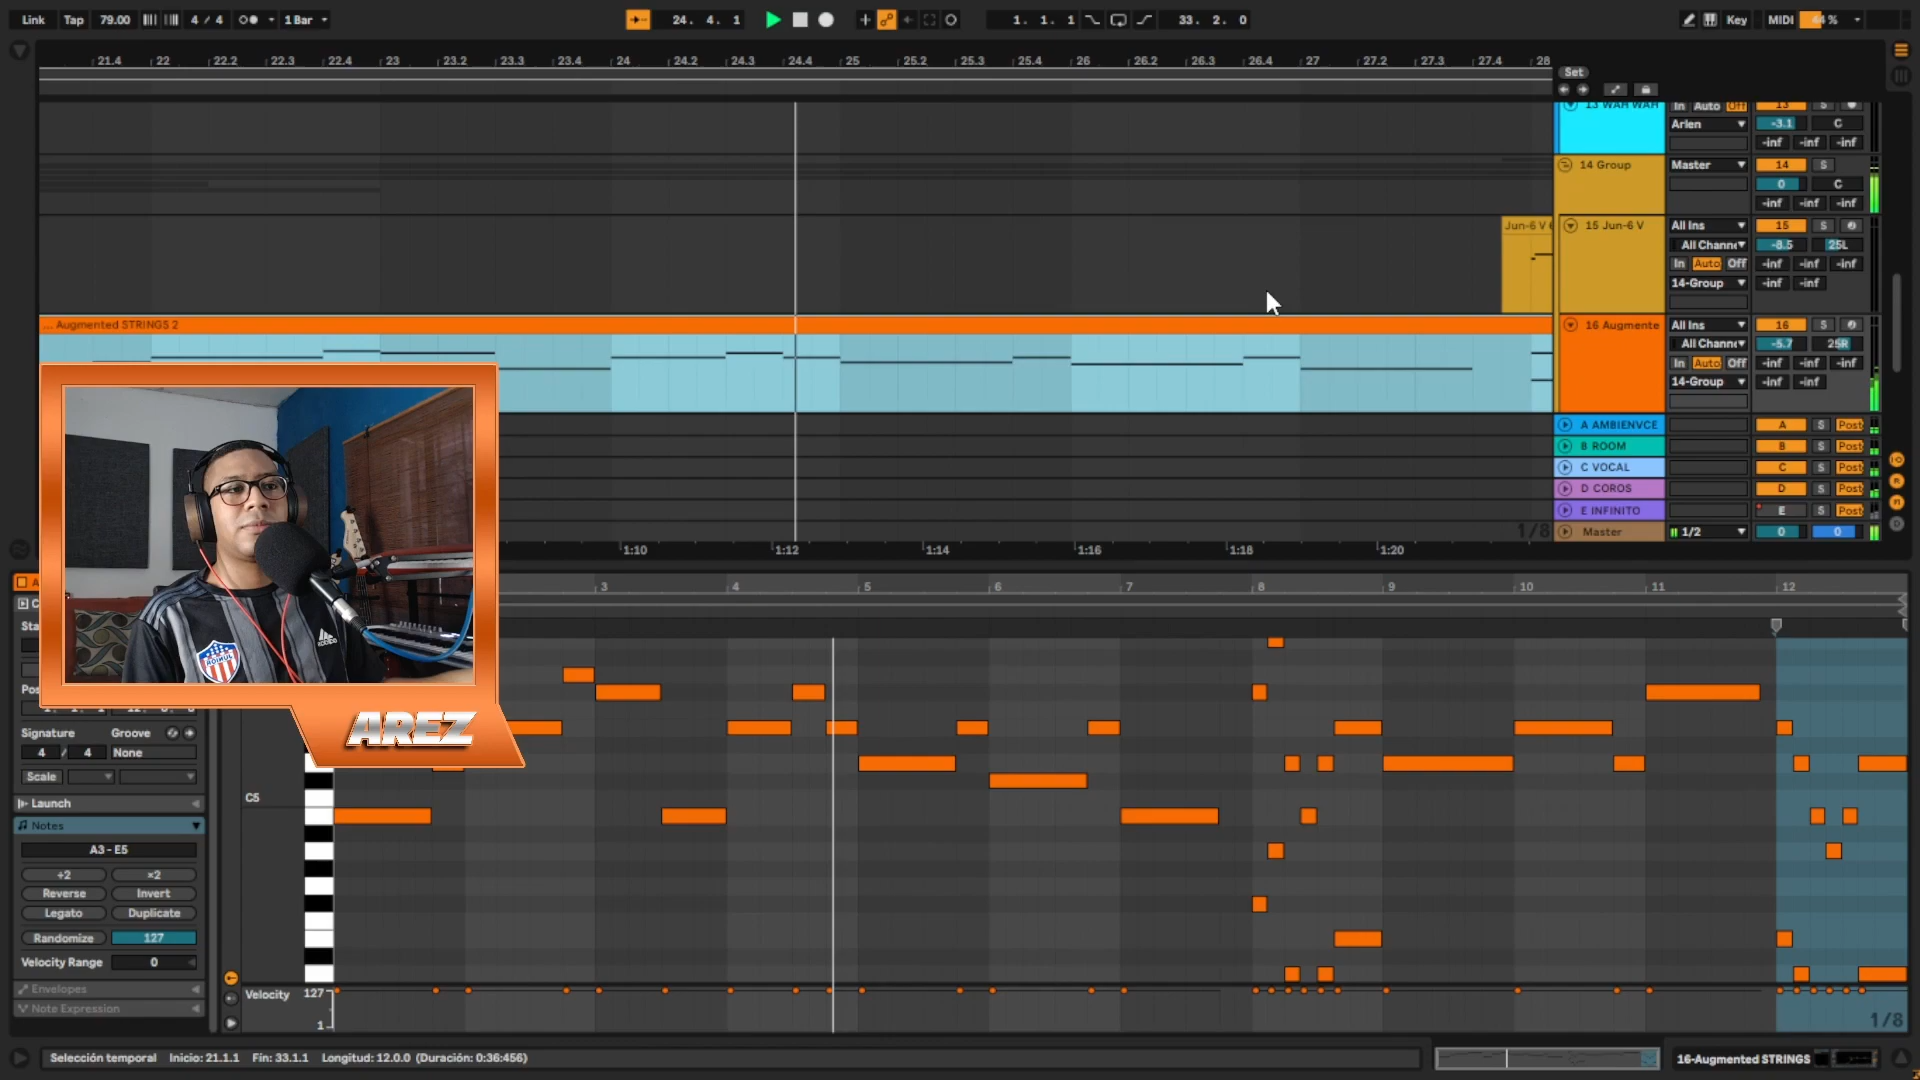 Link Tap 79.00 4 / 4 1 Bar 24. 4. 1 1. 1. 1 33. 2. 0 Key MIDI 44 %
21.4 22 22.2 22.3 22.4 23 23.2 23.3 23.4 24 24.2 24.3 24.4 25 25.2 25.3 25.4 26 26.2 26.3 26.4 27 27.2 27.3 27.4 28
Set
13 WAH WAH In Auto Off 13 S
Arlen -3.1 C
-inf -inf -inf
14 Group Master 14 S
0 C
-inf -inf -inf
Jun-6 V 15 Jun-6 V All Ins 15 S
All Channe -8.5 25L
In Auto Off -inf -inf -inf
14-Group -inf -inf
... Augmented STRINGS 2 16 Augmente All Ins 16 S
All Channe -5.7 25R
In Auto Off -inf -inf -inf
14-Group -inf -inf
A AMBIENVCE A S Post
B ROOM B S Post
C VOCAL C S Post
D COROS D S Post
E INFINITO E S Post
1/8 Master 1/2 0 0
1:10 1:12 1:14 1:16 1:18 1:20
3 4 5 6 7 8 9 10 11 12
adidas
AREZ
Signature Groove
4 / 4 None
Scale
C5
Launch
Notes
A3 - E5
÷2 ×2
Reverse Invert
Legato Duplicate
Randomize 127
Velocity Range 0
Envelopes
Note Expression
Velocity 127
1
1/8
Selección temporal Inicio: 21.1.1 Fin: 33.1.1 Longitud: 12.0.0 (Duración: 0:36:456)
16-Augmented STRINGS